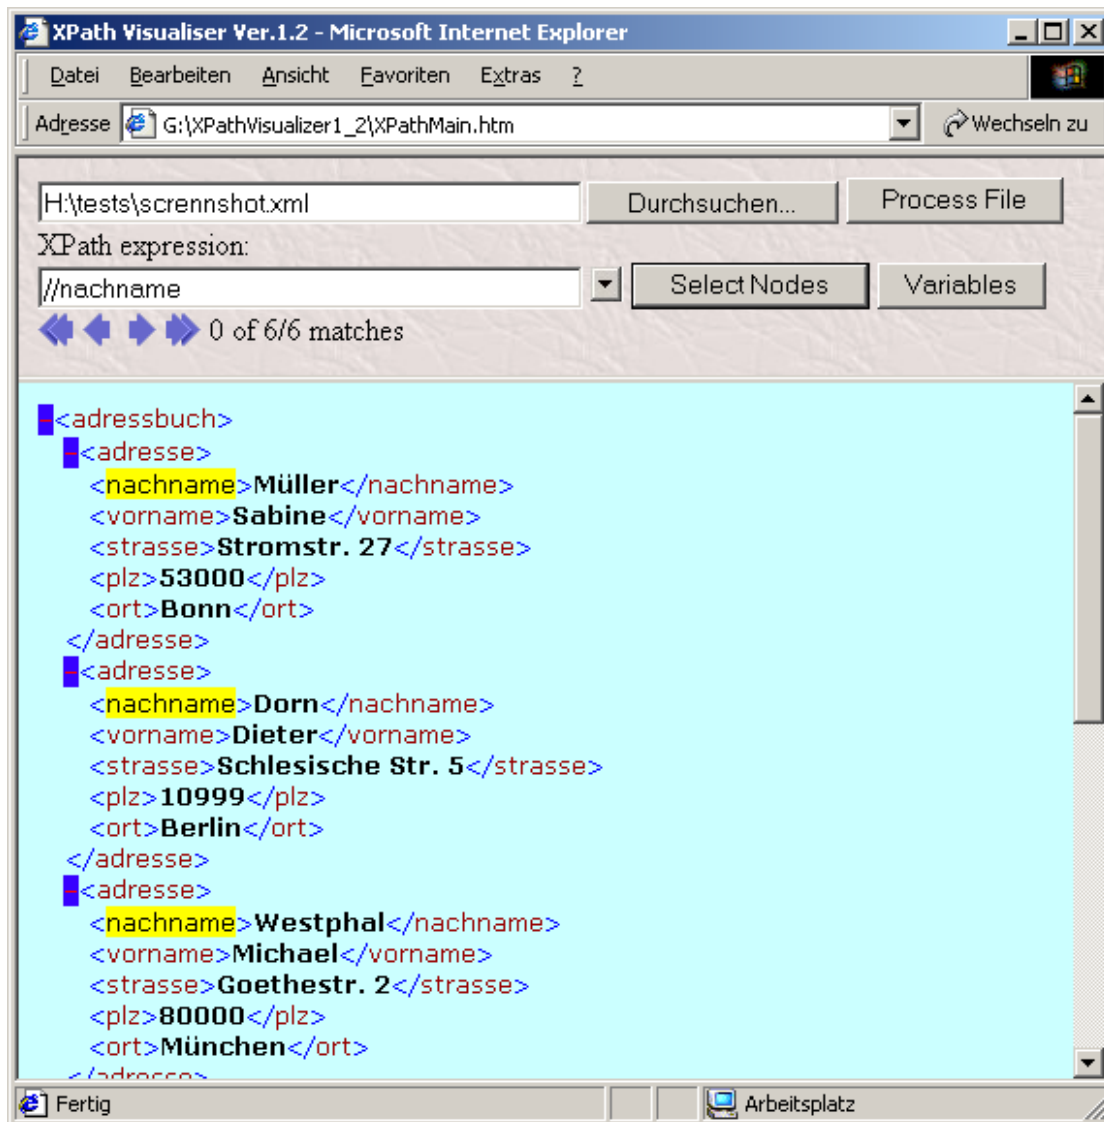 XPath Visualiser Ver.1.2 - Microsoft Internet Explorer
Datei Bearbeiten Ansicht Favoriten Extras ?
Adresse G:\XPathVisualizer1_2\XPathMain.htm Wechseln zu
H:\tests\scrennshot.xml Durchsuchen... Process File
XPath expression:
//nachname Select Nodes Variables
0 of 6/6 matches
-<adressbuch>
-<adresse>
<nachname>Müller</nachname>
<vorname>Sabine</vorname>
<strasse>Stromstr. 27</strasse>
<plz>53000</plz>
<ort>Bonn</ort>
</adresse>
-<adresse>
<nachname>Dorn</nachname>
<vorname>Dieter</vorname>
<strasse>Schlesische Str. 5</strasse>
<plz>10999</plz>
<ort>Berlin</ort>
</adresse>
-<adresse>
<nachname>Westphal</nachname>
<vorname>Michael</vorname>
<strasse>Goethestr. 2</strasse>
<plz>80000</plz>
<ort>München</ort>
</adresse>
Fertig Arbeitsplatz